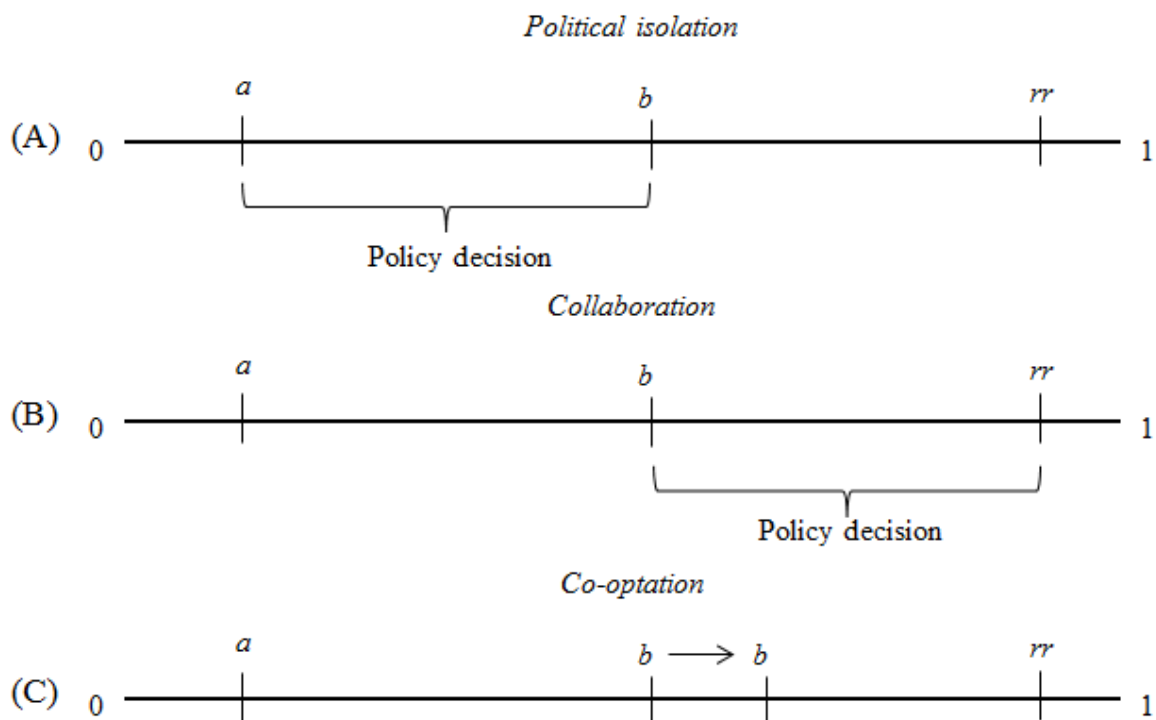 Political isolation
a b rr
(A) 0 1
Policy decision
Collaboration
a b rr
(B) 0 1
Policy decision
Co-optation
a b b rr
(C) 0 1